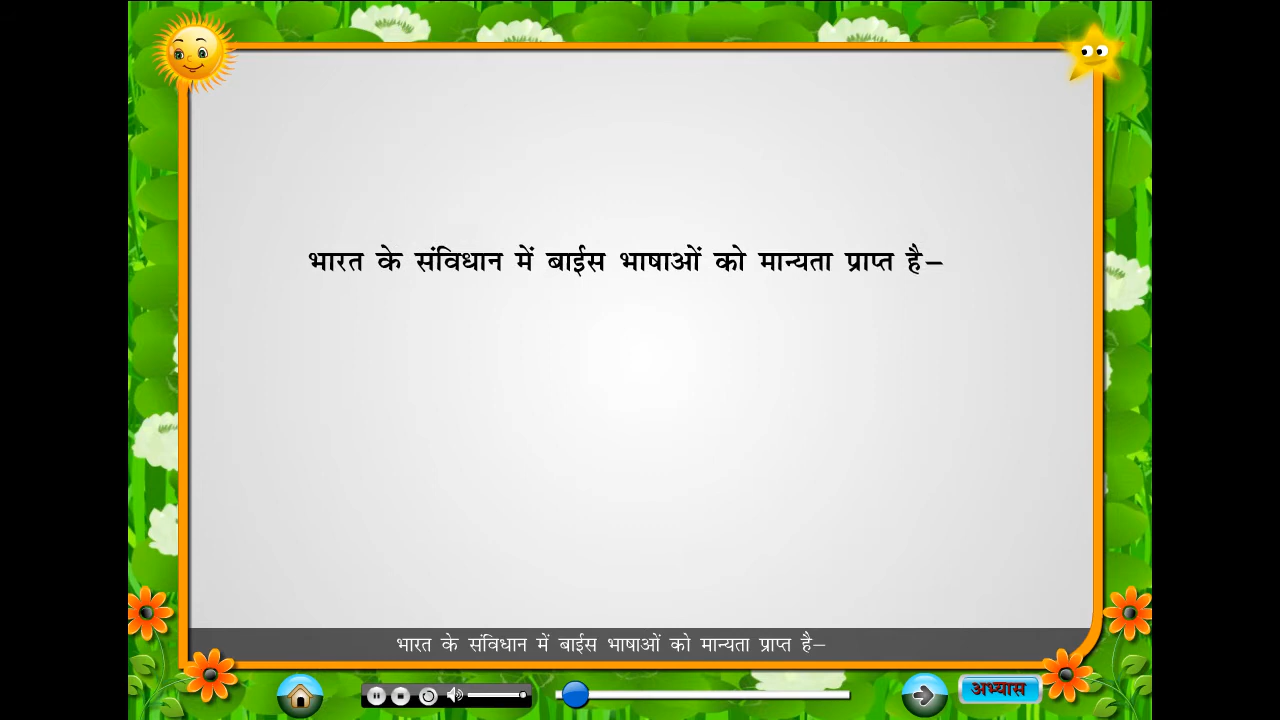 भारत के संविधान में बाईस भाषाओं को मान्यता प्राप्त है–
भारत के संविधान में बाईस भाषाओं को मान्यता प्राप्त है–
अभ्यास